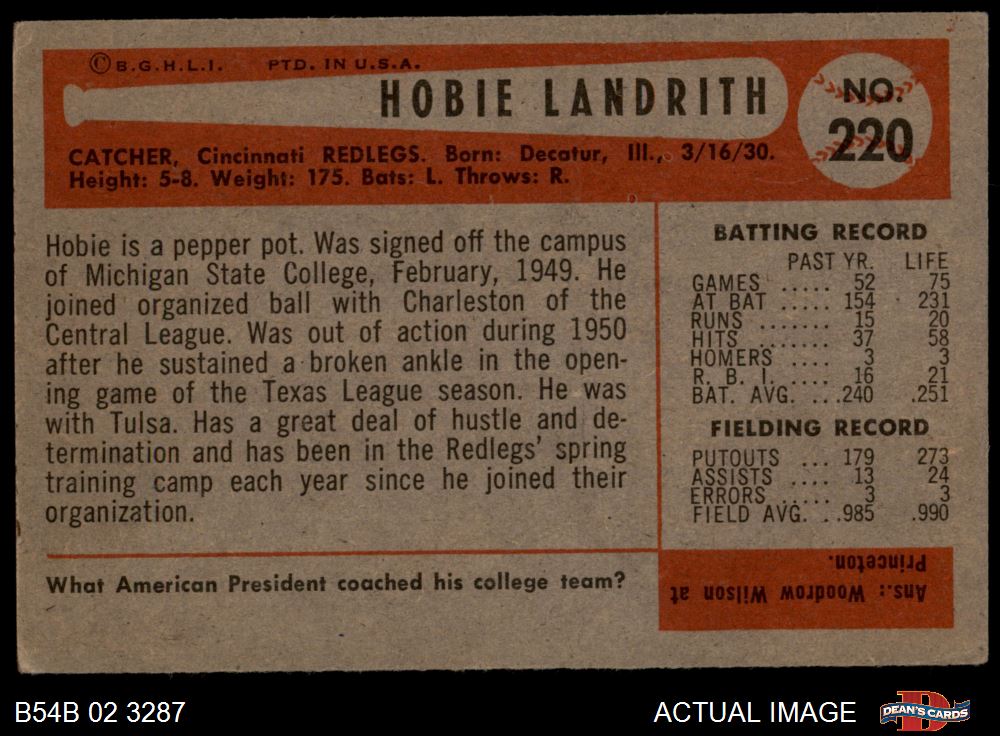 © B.G.H.L.I. PTD. IN U.S.A.
HOBIE LANDRITH
NO.
220
CATCHER, Cincinnati REDLEGS. Born: Decatur, Ill., 3/16/30.
Height: 5-8. Weight: 175. Bats: L. Throws: R.
Hobie is a pepper pot. Was signed off the campus
of Michigan State College, February, 1949. He
joined organized ball with Charleston of the
Central League. Was out of action during 1950
after he sustained a broken ankle in the open-
ing game of the Texas League season. He was
with Tulsa. Has a great deal of hustle and de-
termination and has been in the Redlegs' spring
training camp each year since he joined their
organization.
What American President coached his college team?
BATTING RECORD
PAST YR. LIFE
GAMES ..... 52 75
AT BAT ..... 154 231
RUNS ....... 15 20
HITS ....... 37 58
HOMERS .... 3 3
R. B. I. .... 16 21
BAT. AVG. ...240 .251
FIELDING RECORD
PUTOUTS ... 179 273
ASSISTS .... 13 24
ERRORS ..... 3 3
FIELD AVG. ..985 .990
Ans.: Woodrow Wilson at
Princeton.
B54B 02 3287
ACTUAL IMAGE
DEAN'S CARDS